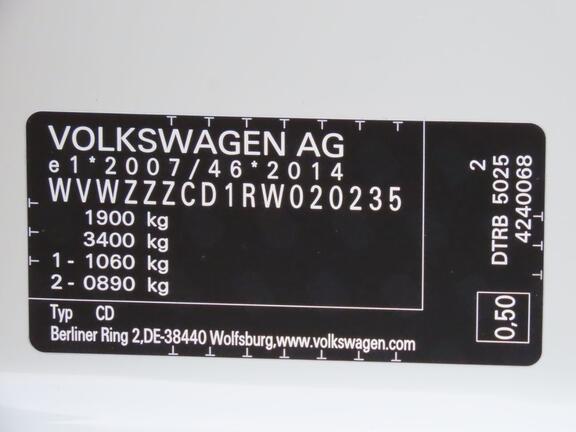 VOLKSWAGEN AG
e1*2007/46*2014
WVWZZZCD1RW020235
1900 kg
3400 kg
1 - 1060 kg
2 - 0890 kg
Typ CD
Berliner Ring 2,DE-38440 Wolfsburg,www.volkswagen.com
2
DTRB 5025
4240068
0,50